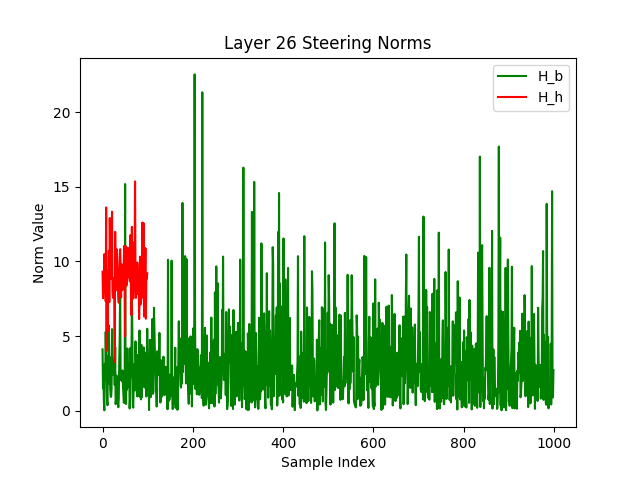 Layer 26 Steering Norms
H_b
H_h
Norm Value
20
15
10
5
0
0 200 400 600 800 1000
Sample Index